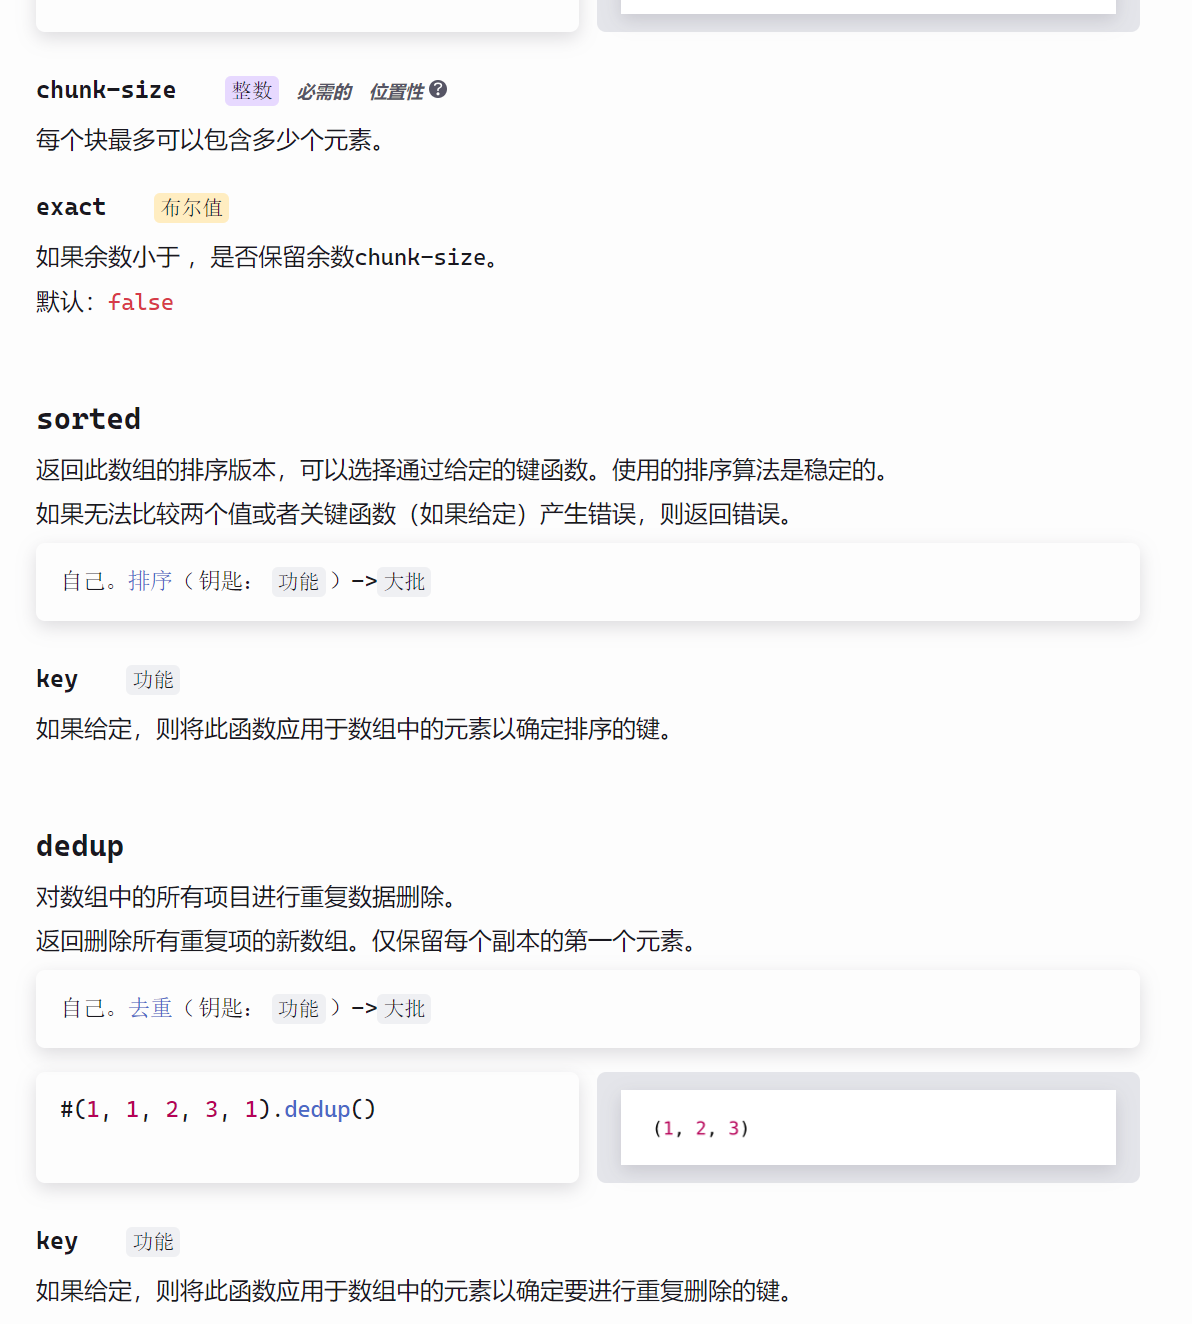 chunk-size 整数 必需的 位置性 ?
每个块最多可以包含多少个元素。
exact 布尔值
如果余数小于 ，是否保留余数chunk-size。
默认：false
sorted
返回此数组的排序版本，可以选择通过给定的键函数。使用的排序算法是稳定的。
如果无法比较两个值或者关键函数（如果给定）产生错误，则返回错误。
自己。排序（钥匙： 功能 ）->大批
key 功能
如果给定，则将此函数应用于数组中的元素以确定排序的键。
dedup
对数组中的所有项目进行重复数据删除。
返回删除所有重复项的新数组。仅保留每个副本的第一个元素。
自己。去重（钥匙： 功能 ）->大批
#(1, 1, 2, 3, 1).dedup()
(1, 2, 3)
key 功能
如果给定，则将此函数应用于数组中的元素以确定要进行重复删除的键。